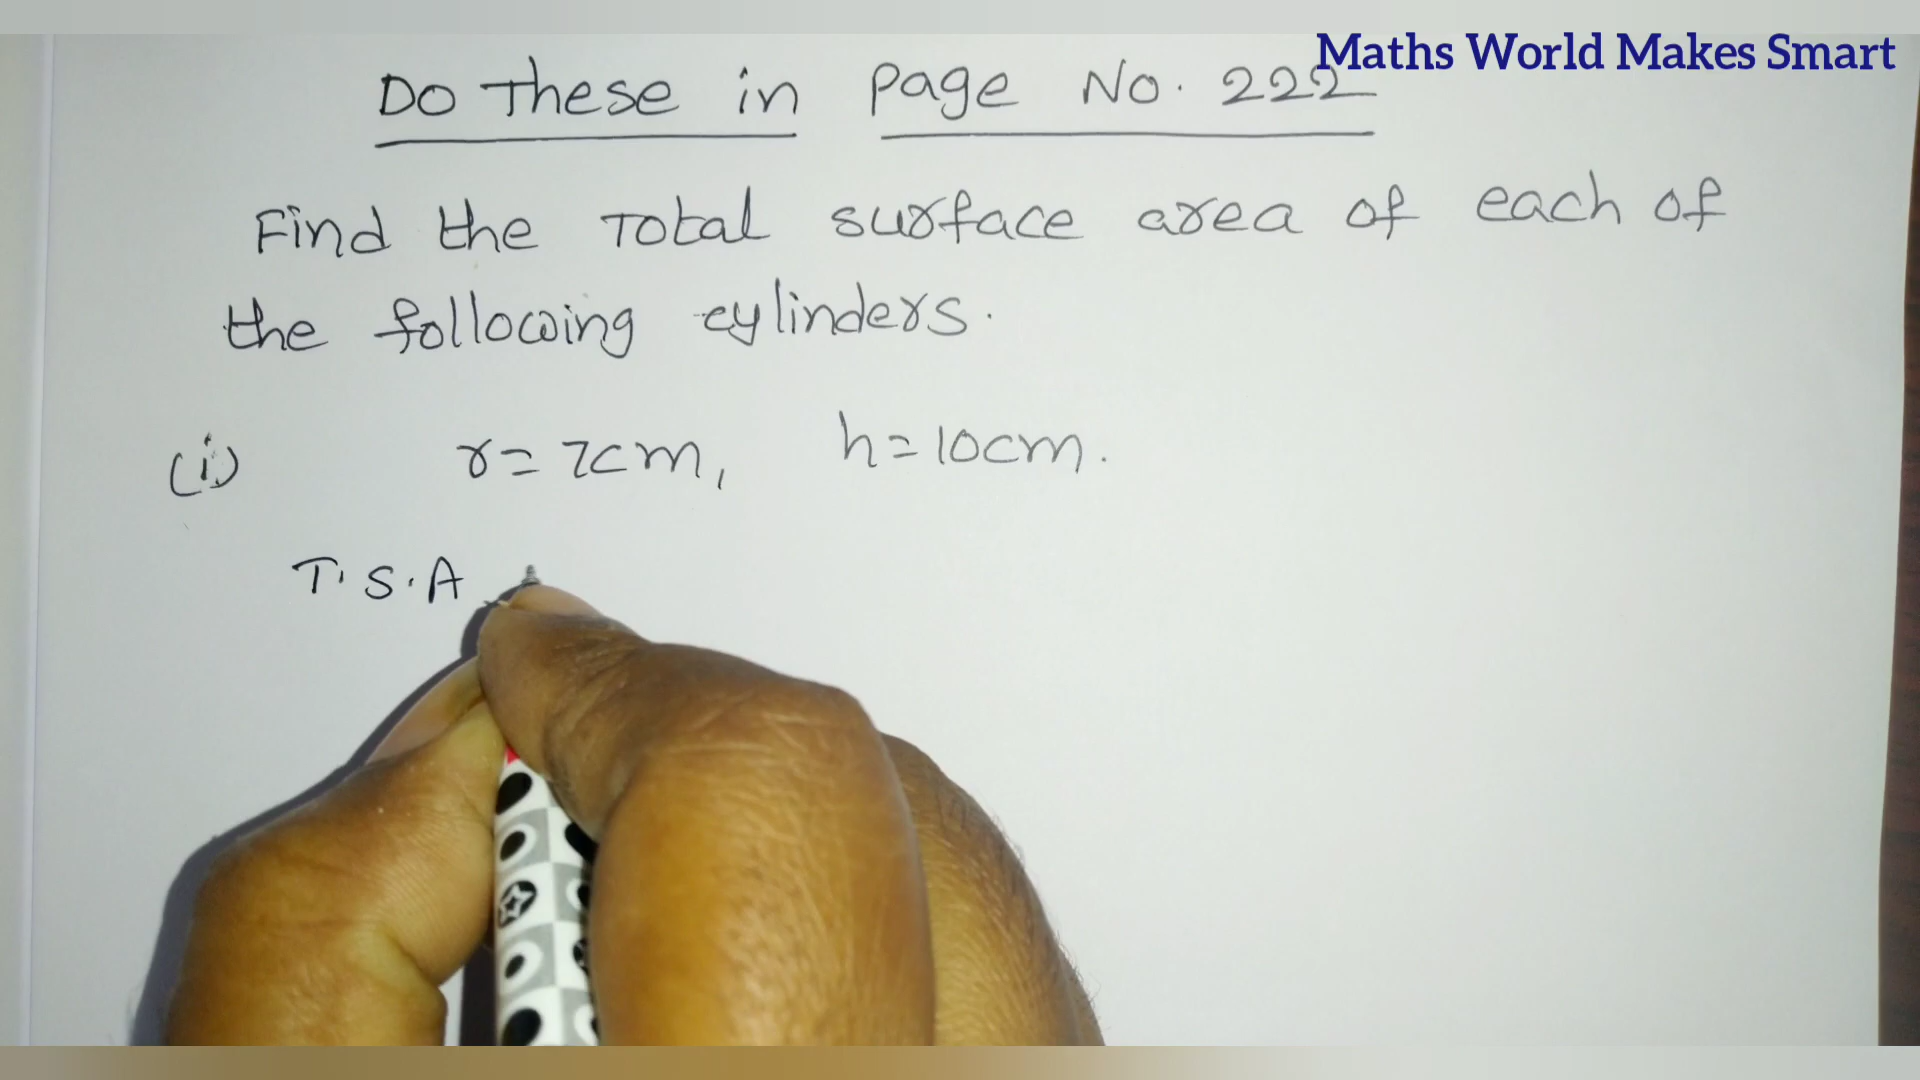 Maths World Makes Smart
Do These in Page No. 222
Find the Total surface area of each of
the following cylinders.
(i) r = 7cm, h = 10cm.
T.S.A